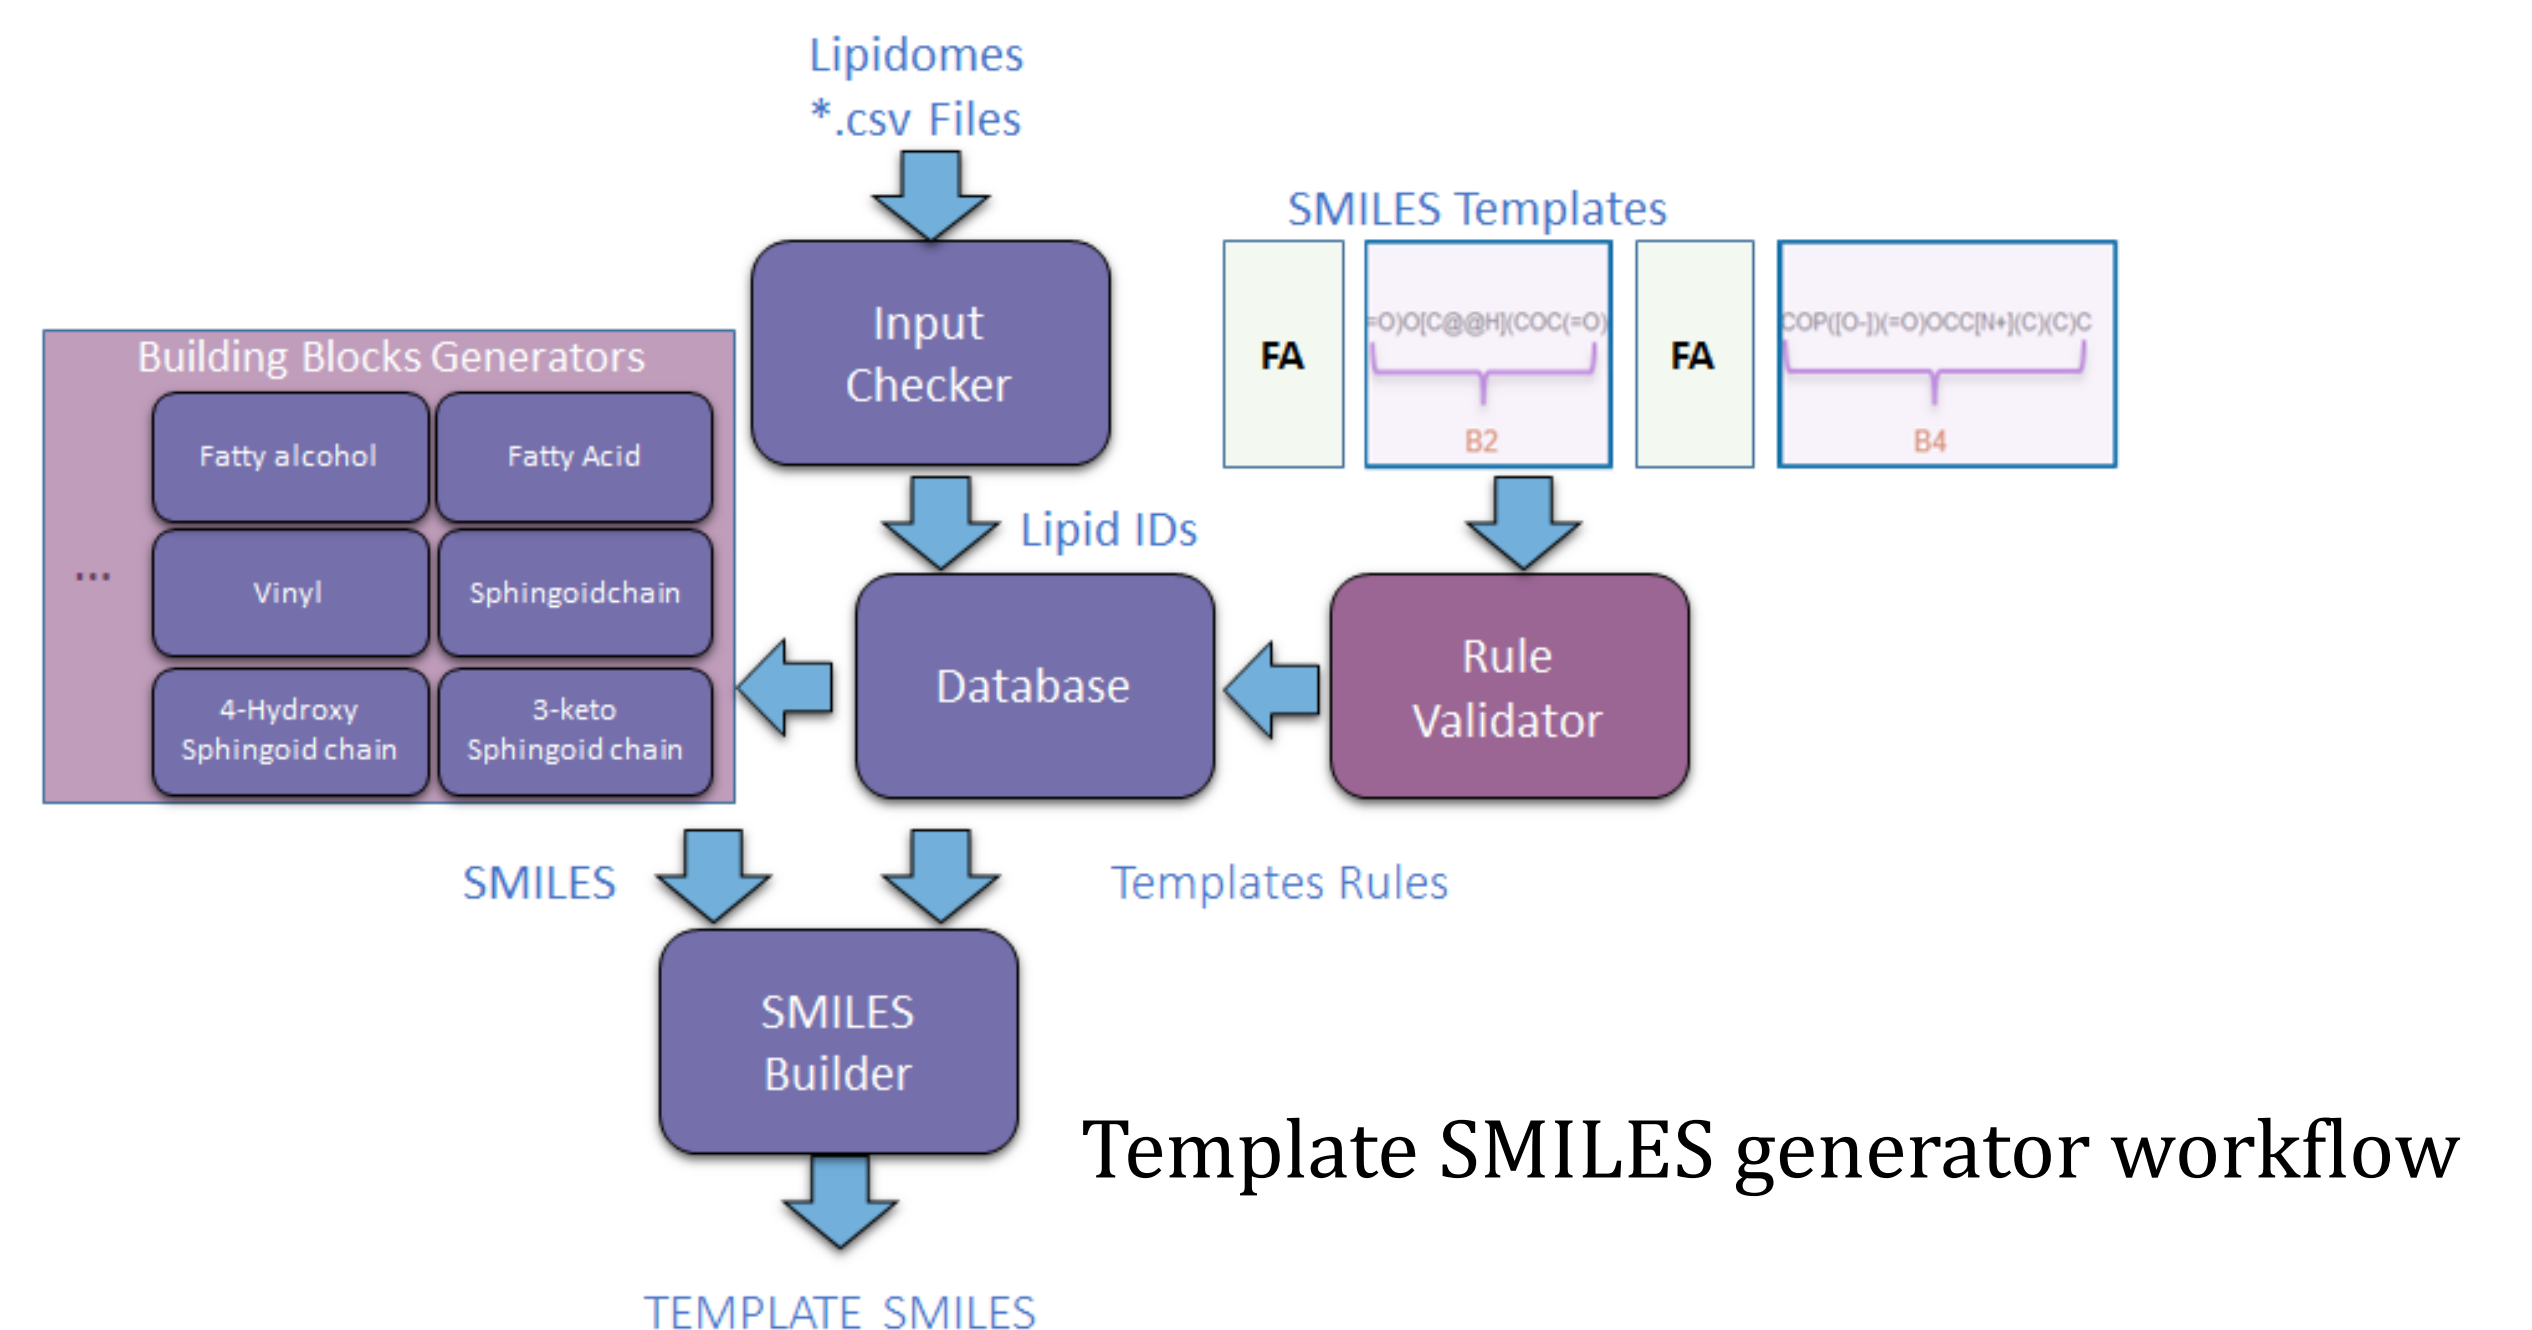 Lipidomes
*.csv Files
SMILES Templates
Input
Checker
FA
=O)O[C@@H](COC(=O)
B2
FA
COP([O-])(=O)OCC[N+](C)(C)C
B4
Building Blocks Generators
Fatty alcohol
Fatty Acid
...
Vinyl
Sphingoidchain
4-Hydroxy
Sphingoid chain
3-keto
Sphingoid chain
Lipid IDs
Database
Rule
Validator
SMILES
Templates Rules
SMILES
Builder
Template SMILES generator workflow
TEMPLATE SMILES